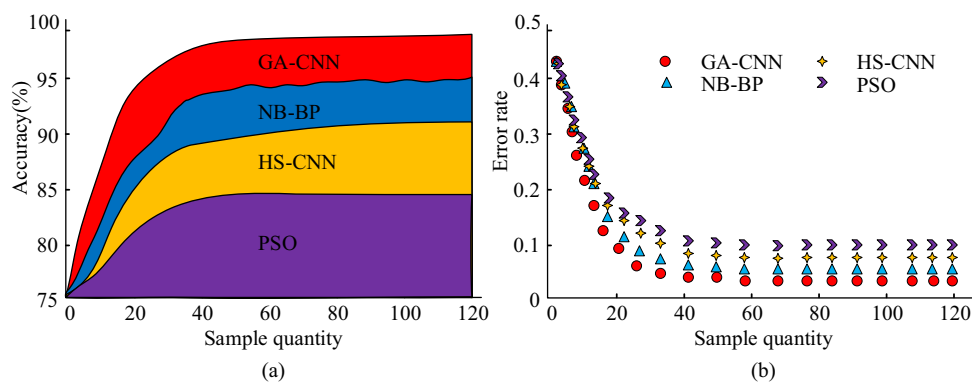 100
95
90
85
80
75
Accuracy(%)
GA-CNN
NB-BP
HS-CNN
PSO
0 20 40 60 80 100 120
Sample quantity
(a)
0.5
0.4
0.3
0.2
0.1
0
Error rate
GA-CNN HS-CNN
NB-BP PSO
0 20 40 60 80 100 120
Sample quantity
(b)